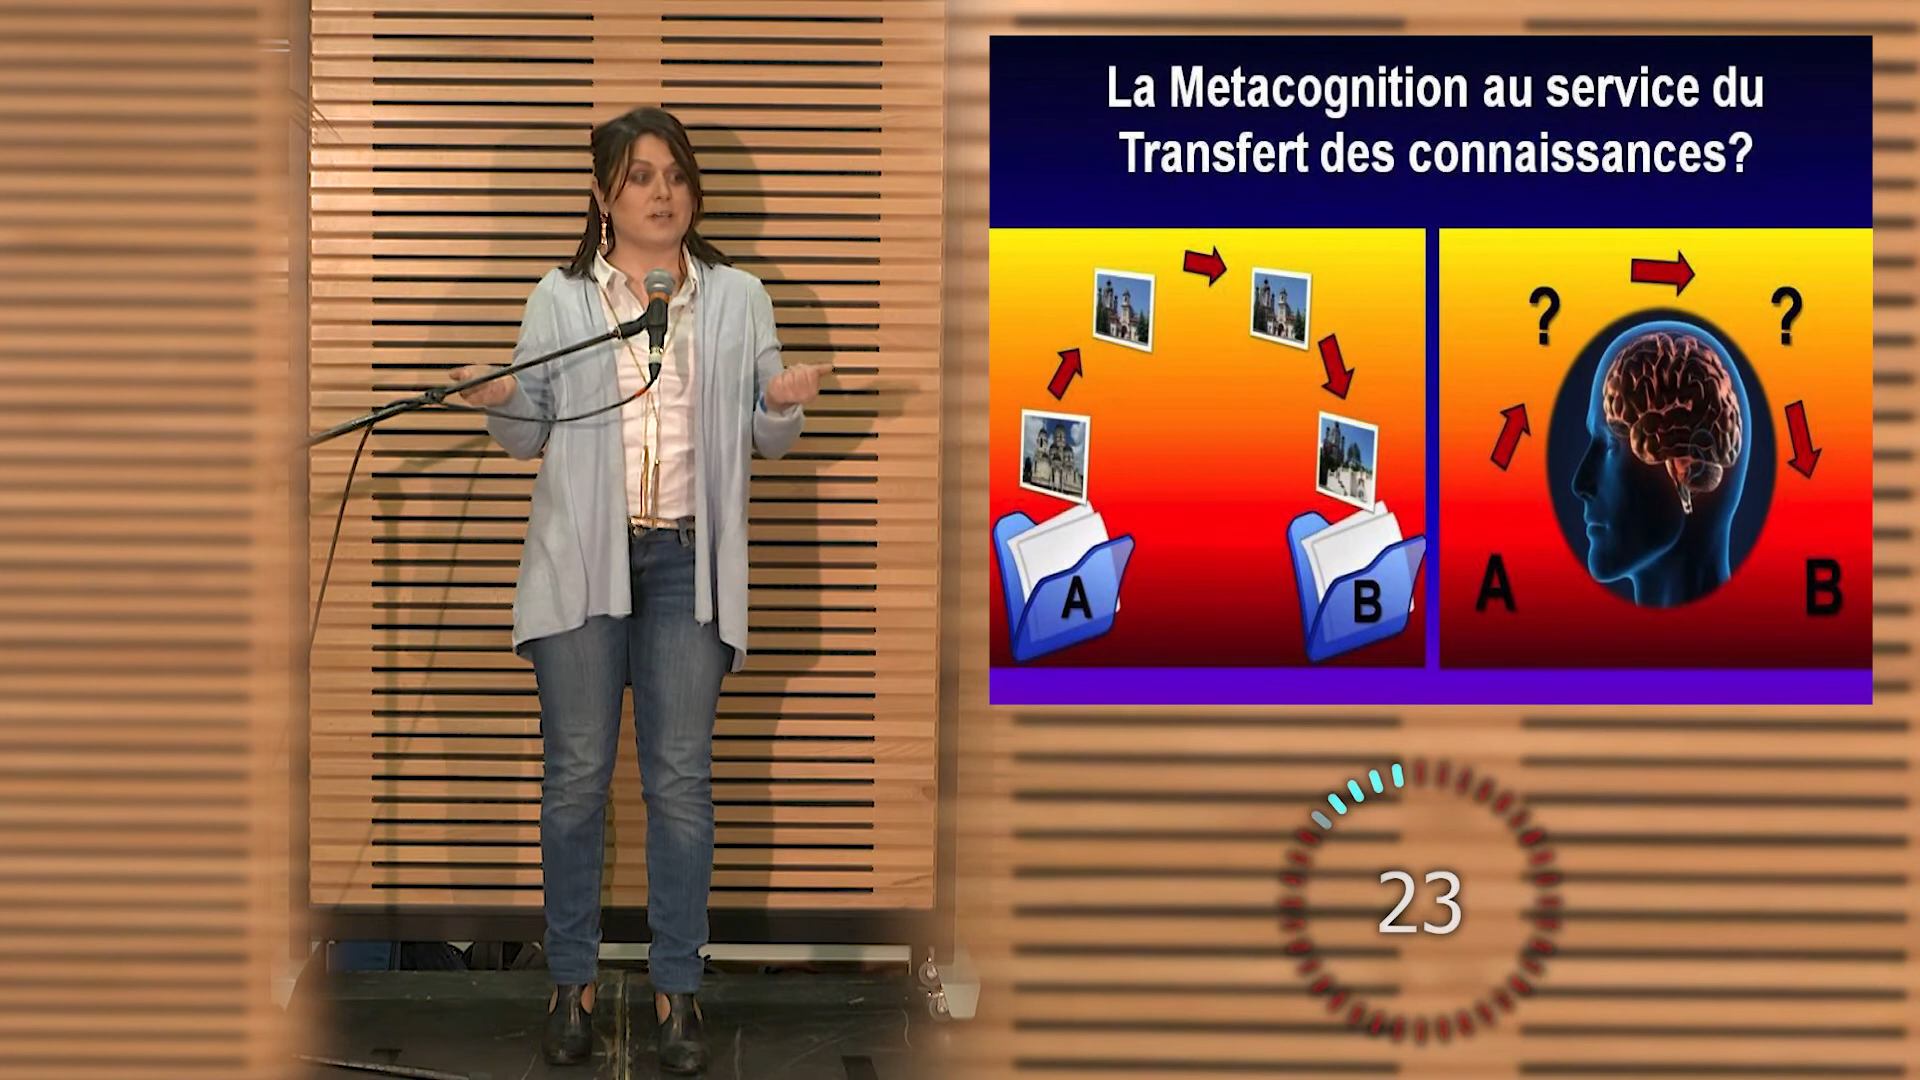 La Metacognition au service du
Transfert des connaissances?
A
B
?
?
A
B
23